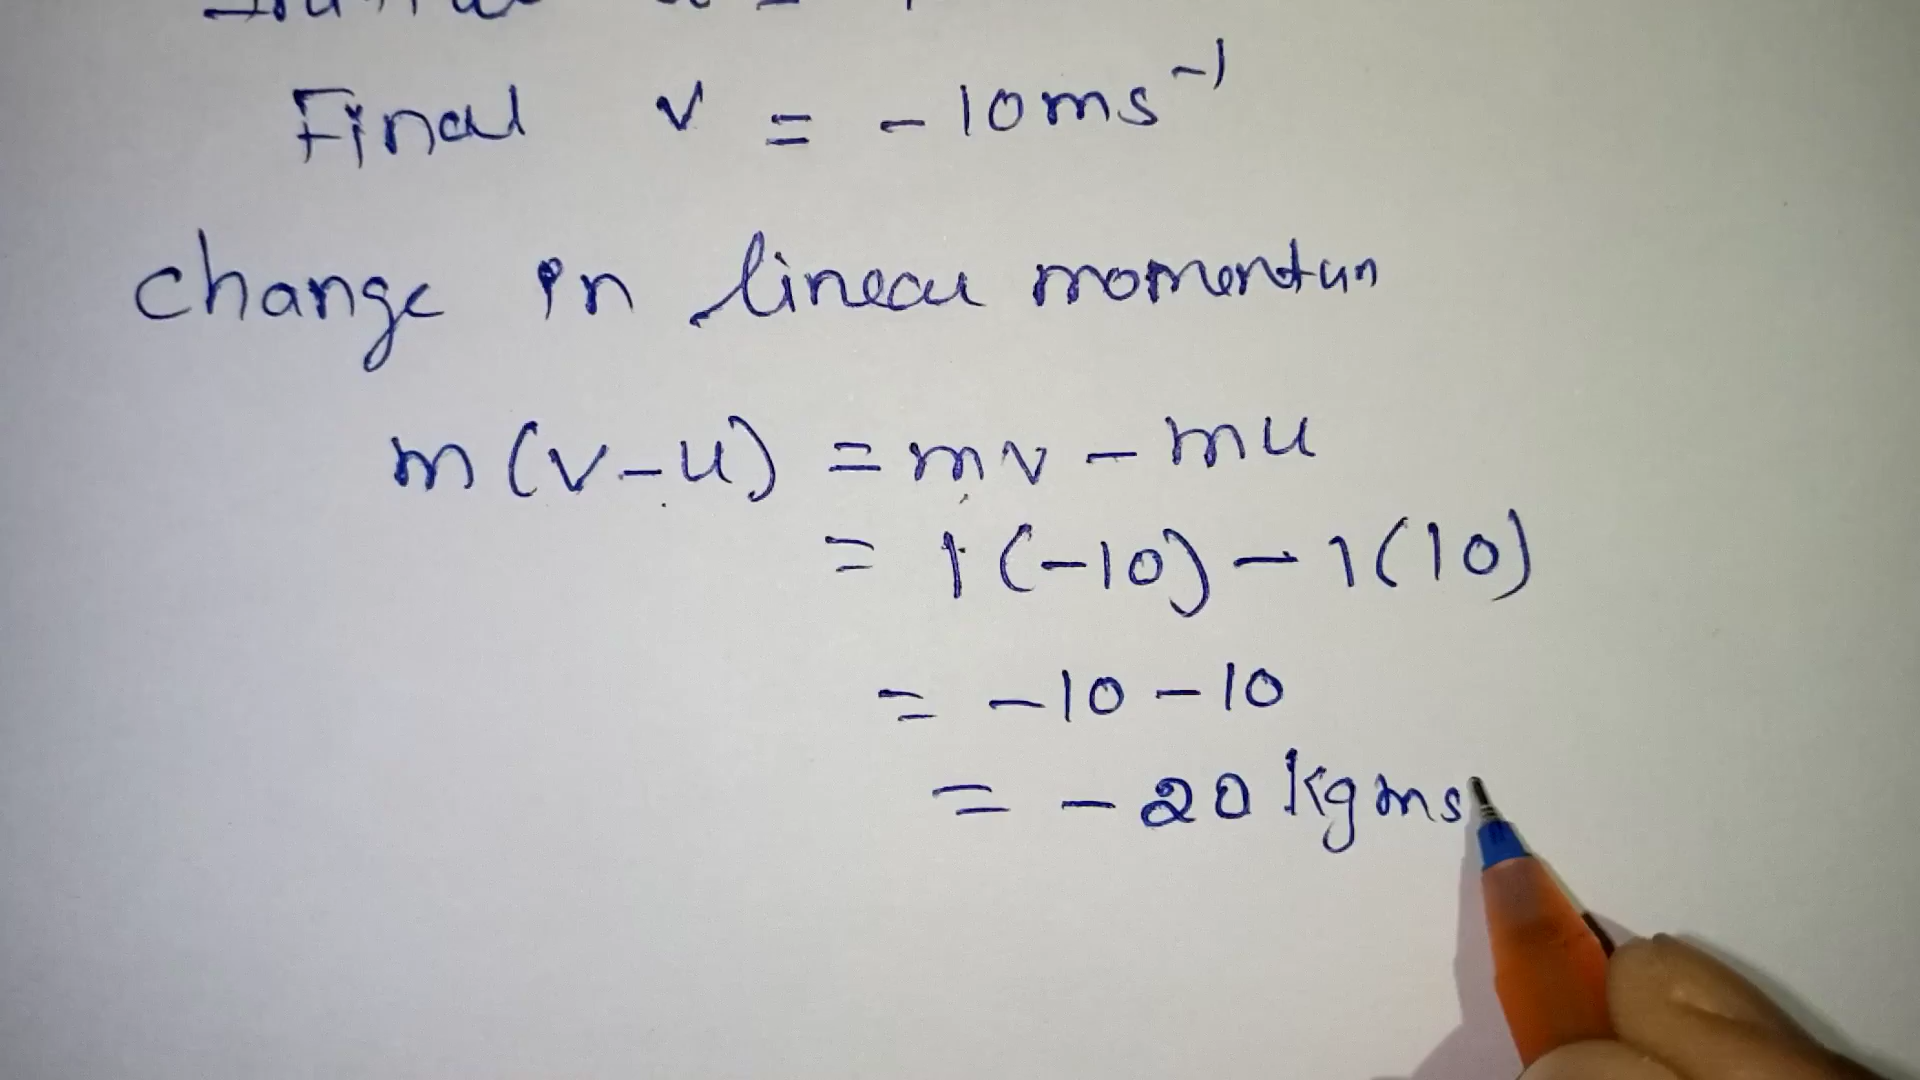 Final v = -10ms⁻¹
change in linear momentum
m(v-u) = mv - mu
= 1(-10) - 1(10)
= -10 - 10
= -20 kgms